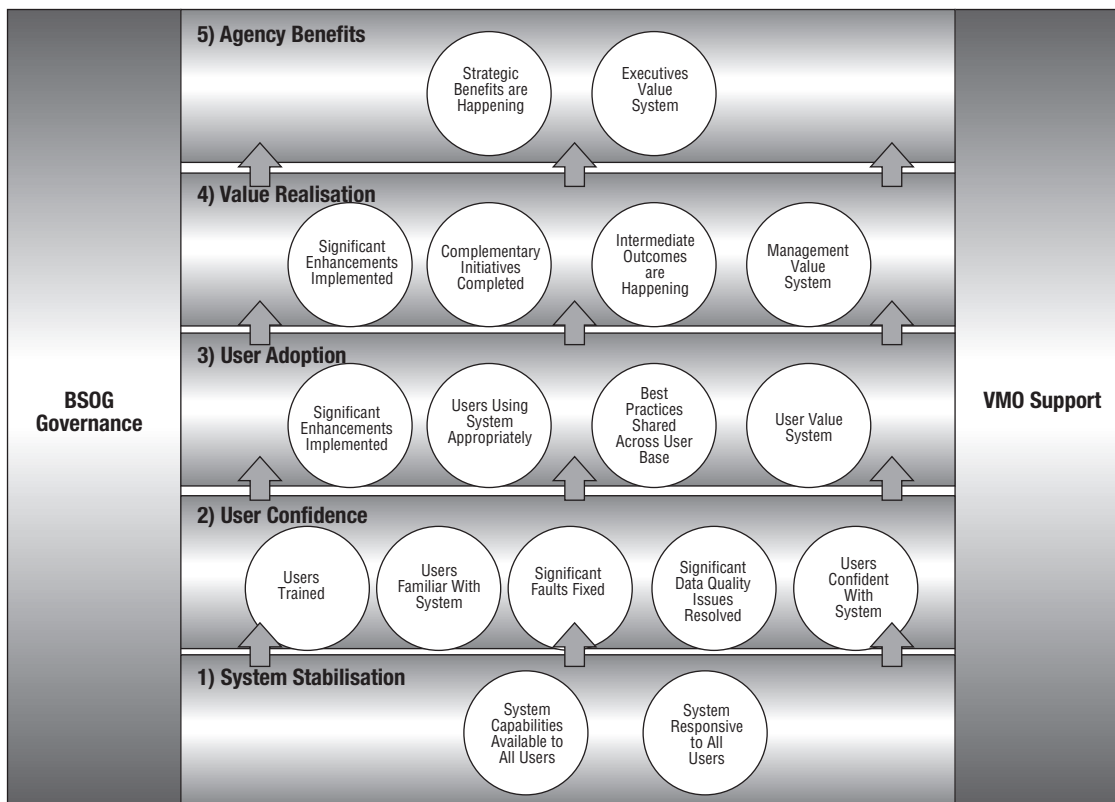 5) Agency Benefits
Strategic
Benefits are
Happening
Executives
Value
System
4) Value Realisation
Significant
Enhancements
Implemented
Complementary
Initiatives
Completed
Intermediate
Outcomes
are
Happening
Management
Value
System
3) User Adoption
BSOG
Governance
VMO Support
Significant
Enhancements
Implemented
Users Using
System
Appropriately
Best
Practices
Shared
Across User
Base
User Value
System
2) User Confidence
Users
Trained
Users
Familiar With
System
Significant
Faults Fixed
Significant
Data Quality
Issues
Resolved
Users
Confident
With
System
1) System Stabilisation
System
Capabilities
Available to
All Users
System
Responsive
to All
Users